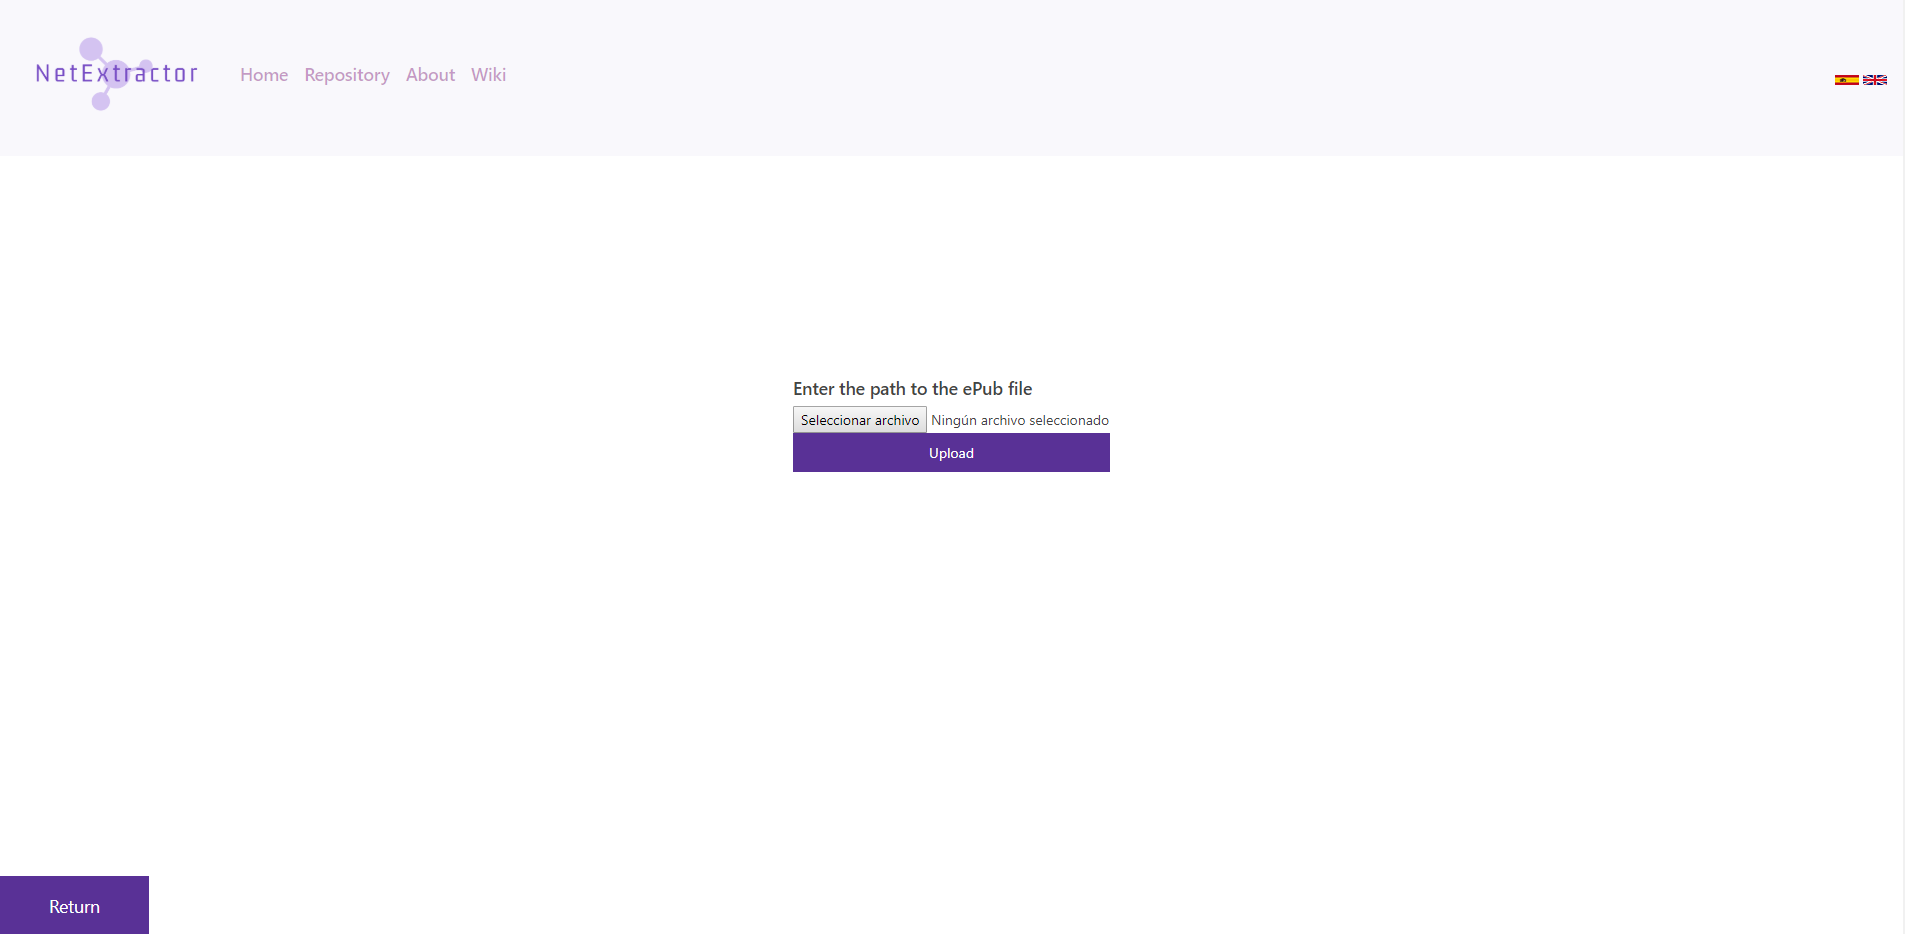 NetExtractor
Home Repository About Wiki
Enter the path to the ePub file
Seleccionar archivo Ningún archivo seleccionado
Upload
Return